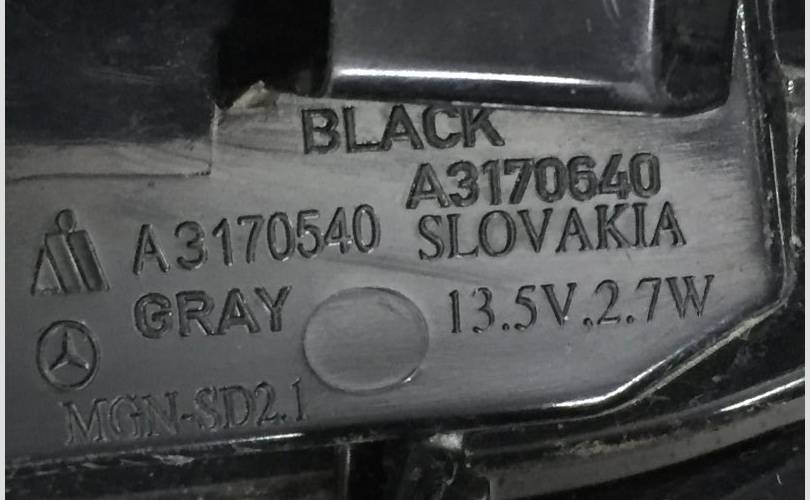 BLACK
A3170640
A3170540
SLOVAKIA
GRAY
13.5V.2.7W
MGN-SD2.1